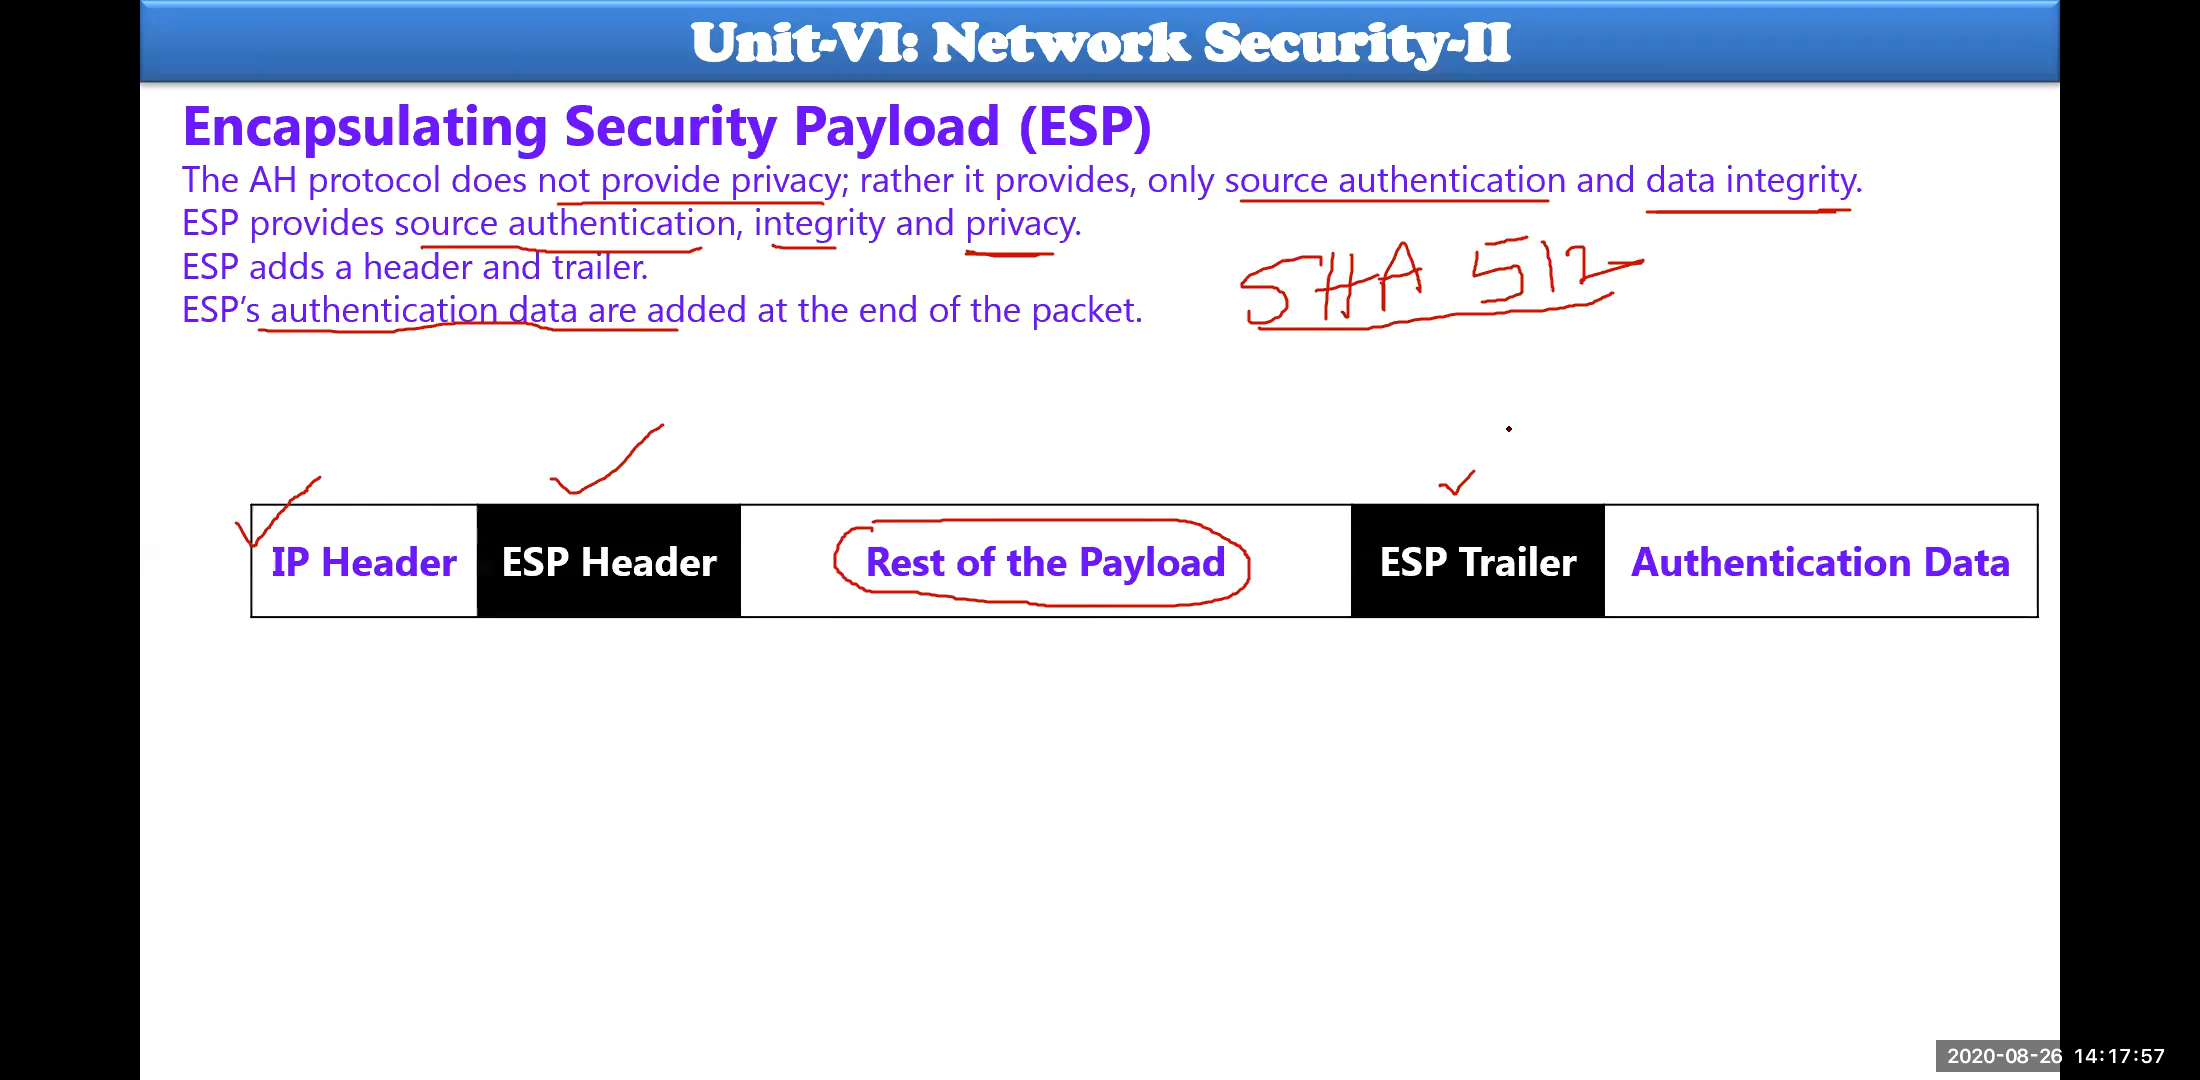 Unit-VI: Network Security-II
Encapsulating Security Payload (ESP)
The AH protocol does not provide privacy; rather it provides, only source authentication and data integrity.
ESP provides source authentication, integrity and privacy.
ESP adds a header and trailer.
SHA 512
ESP’s authentication data are added at the end of the packet.
IP Header ESP Header Rest of the Payload ESP Trailer Authentication Data
2020-08-26 14:17:57